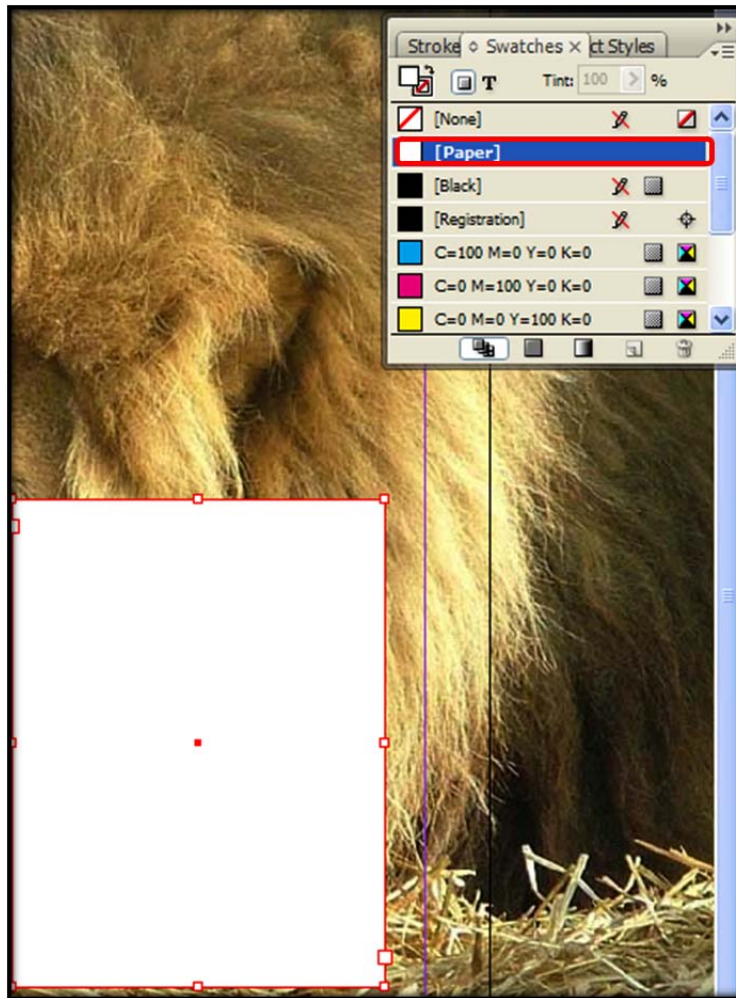 Stroke Swatches × ct Styles
T Tint: 100 > %
[None]
[Paper]
[Black]
[Registration]
C=100 M=0 Y=0 K=0
C=0 M=100 Y=0 K=0
C=0 M=0 Y=100 K=0